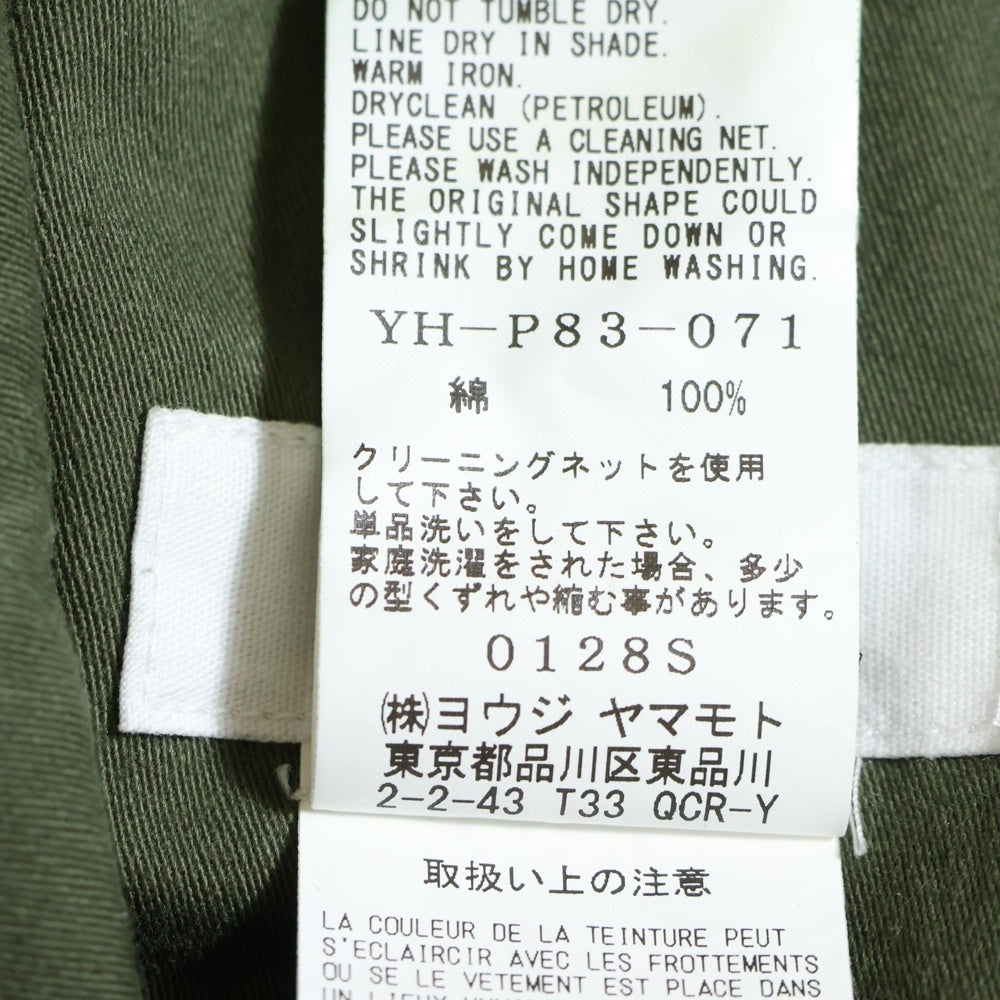 DO NOT TUMBLE DRY.
LINE DRY IN SHADE.
WARM IRON.
DRYCLEAN (PETROLEUM).
PLEASE USE A CLEANING NET.
PLEASE WASH INDEPENDENTLY.
THE ORIGINAL SHAPE COULD
SLIGHTLY COME DOWN OR
SHRINK BY HOME WASHING.
YH-P83-071
綿 100%
クリーニングネットを使用
して下さい。
単品洗いをして下さい。
家庭洗濯をされた場合、多少
の型くずれや縮む事があります。
0128S
(株)ヨウジ ヤマモト
東京都品川区東品川
2-2-43 T33 QCR-Y
取扱い上の注意
LA COULEUR DE LA TEINTURE PEUT
S'ECLAIRCIR AVEC LES FROTTEMENTS
OU SE LE VETEMENT EST PLACE DANS
UN LIEUX